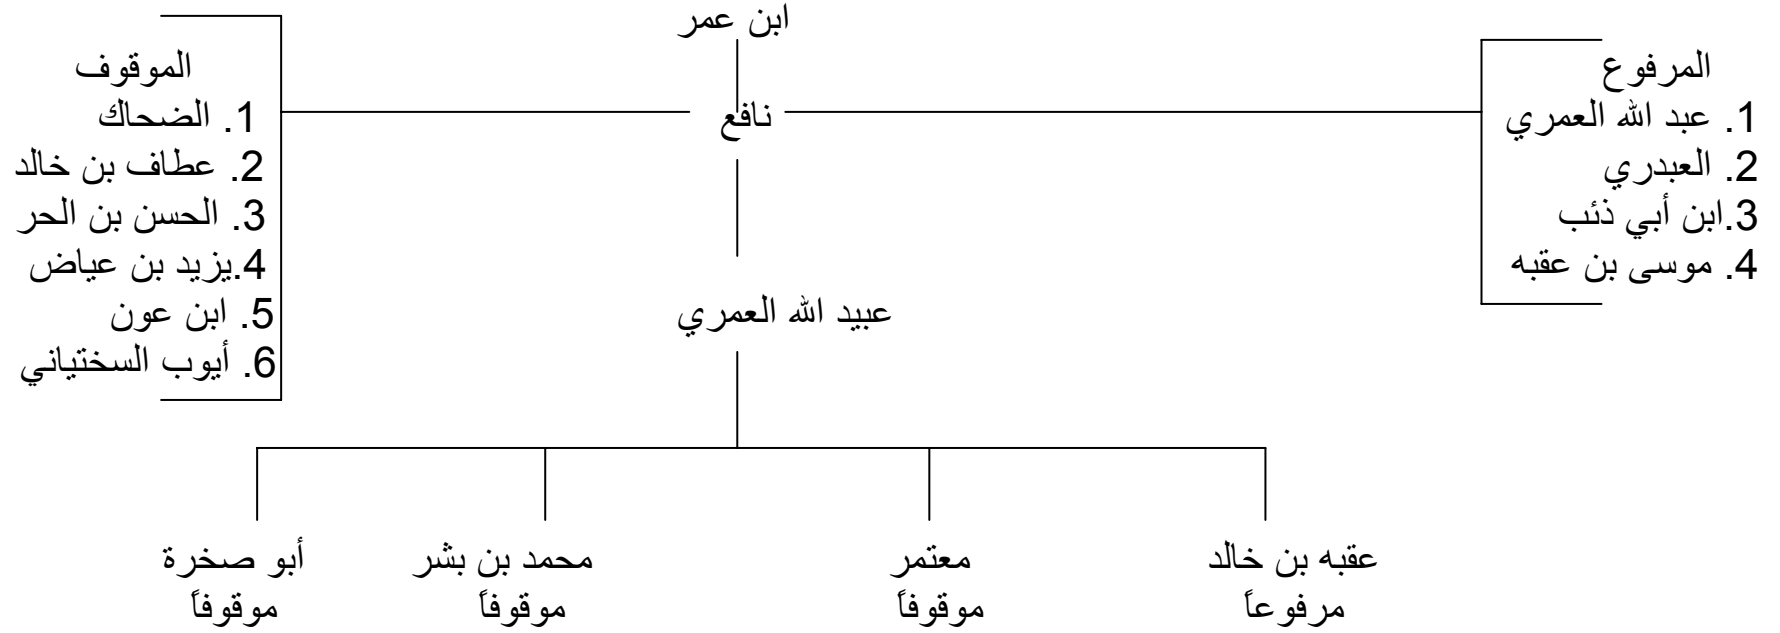 ابن عمر
نافع
المرفوع
1. عبد الله العمري
2. العبدري
3.ابن أبي ذئب
4. موسى بن عقبه
الموقوف
1. الضحاك
2. عطاف بن خالد
3. الحسن بن الحر
4.يزيد بن عياض
5. ابن عون
6. أيوب السختياني
عبيد الله العمري
عقبه بن خالد
مرفوعاً
معتمر
موقوفاً
محمد بن بشر
موقوفاً
أبو صخرة
موقوفاً